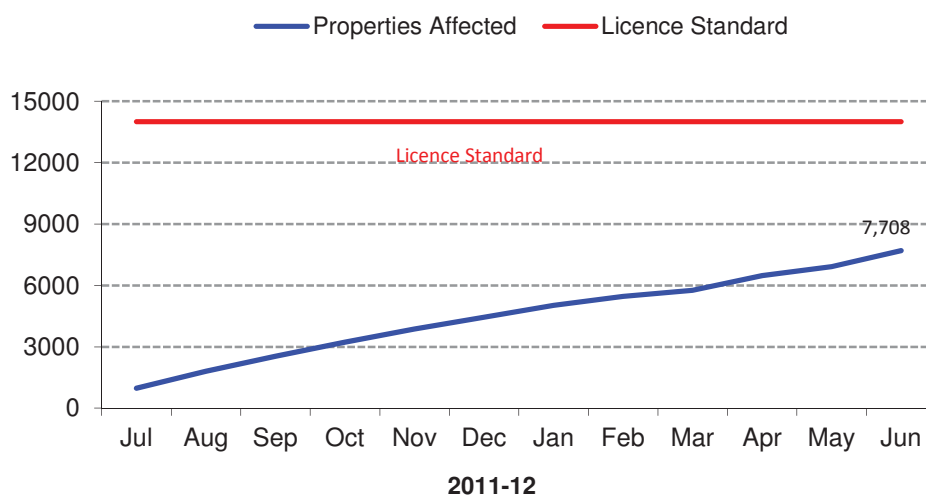 Properties Affected Licence Standard
15000
12000
Licence Standard
9000
7,708
6000
3000
0
Jul Aug Sep Oct Nov Dec Jan Feb Mar Apr May Jun
2011-12